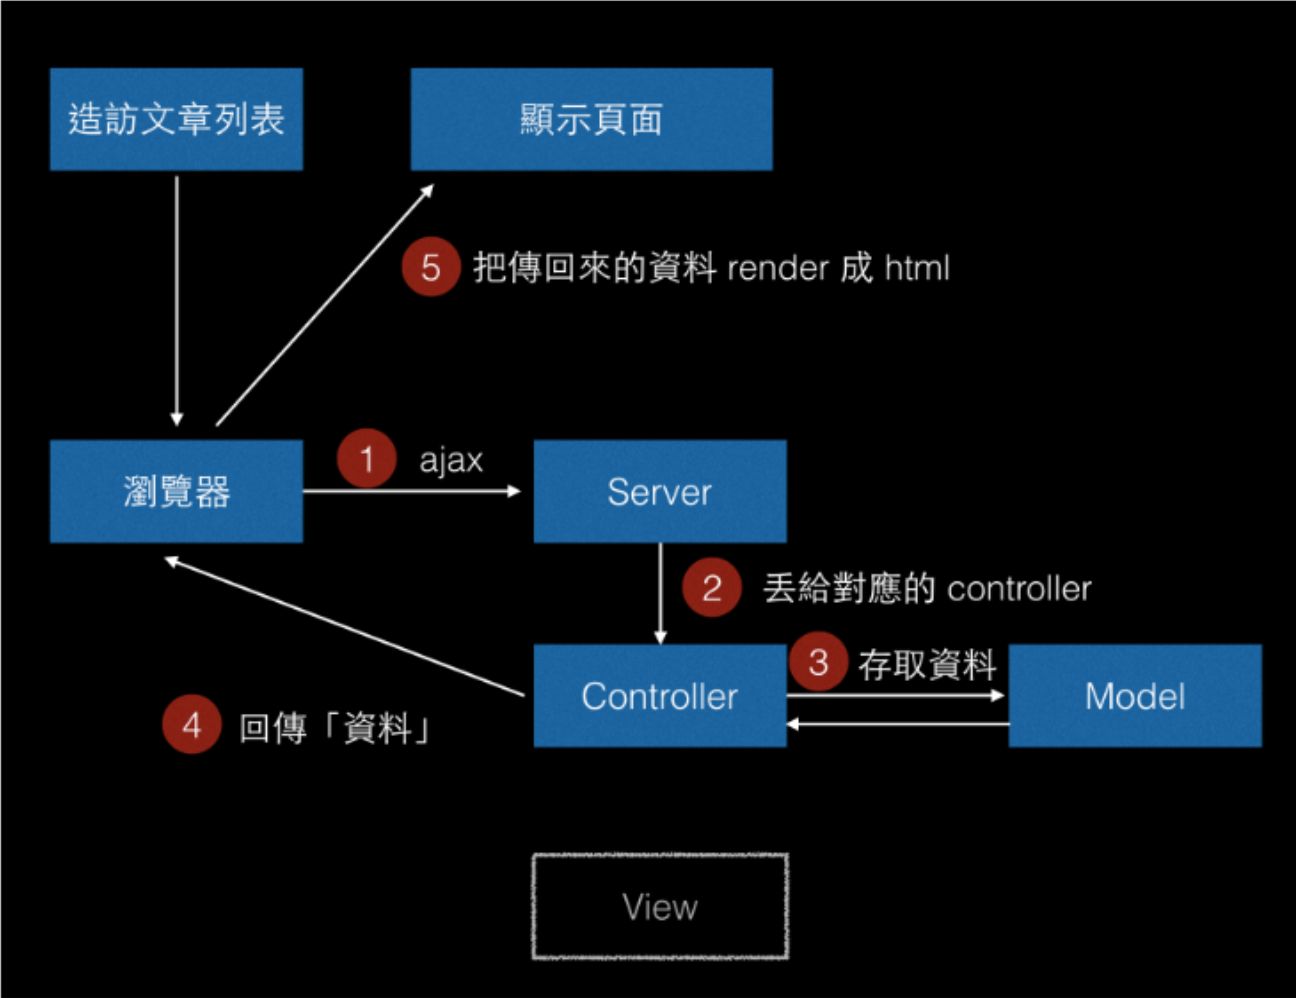 造訪文章列表
顯示頁面
5 把傳回來的資料 render 成 html
瀏覽器
1 ajax
Server
2 丟給對應的 controller
Controller
3 存取資料
Model
4 回傳「資料」
View